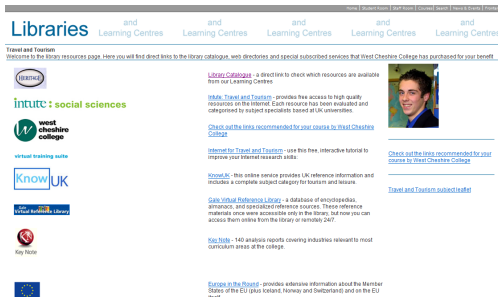 Home | Student Room | Staff Room | Courses | Search | News & Events |
Libraries and Learning Centres and Learning Centres and Learning Centres and Learning Centres and Learning Centres
Travel and Tourism
Welcome to the library resources page. Here you will find direct links to the library catalogue, web directories and special subscribed services that West Cheshire College has purchased for your benefit
HERITAGE
Library Catalogue - a direct link to check which resources are available
from our Learning Centres
intute: social sciences
Intute: Travel and Tourism - provides free access to high quality
resources on the Internet. Each resource has been evaluated and
categorised by subject specialists based at UK universities.
west
cheshire
college
Check out the links recommended for your course by West Cheshire
College
virtual training suite
Internet for Travel and Tourism - use this free, interactive tutorial to
improve your Internet research skills.
Check out the links recommended for your
course by West Cheshire College
KnowUK
KnowUK - this online service provides UK reference information and
includes a complete subject category for tourism and leisure.
Travel and Tourism subject leaflet
Gale
Virtual Reference Library
Gale Virtual Reference Library - a database of encyclopedias,
almanacs, and specialized reference sources. These reference
materials once were accessible only in the library, but now you can
access them online from the library or remotely 24/7.
Key Note
Key Note - 140 analysis reports covering industries relevant to most
curriculum areas at the college.
Europe in the Round - provides extensive information about the Member
States of the EU (plus Iceland, Norway and Switzerland) and on the EU
itself